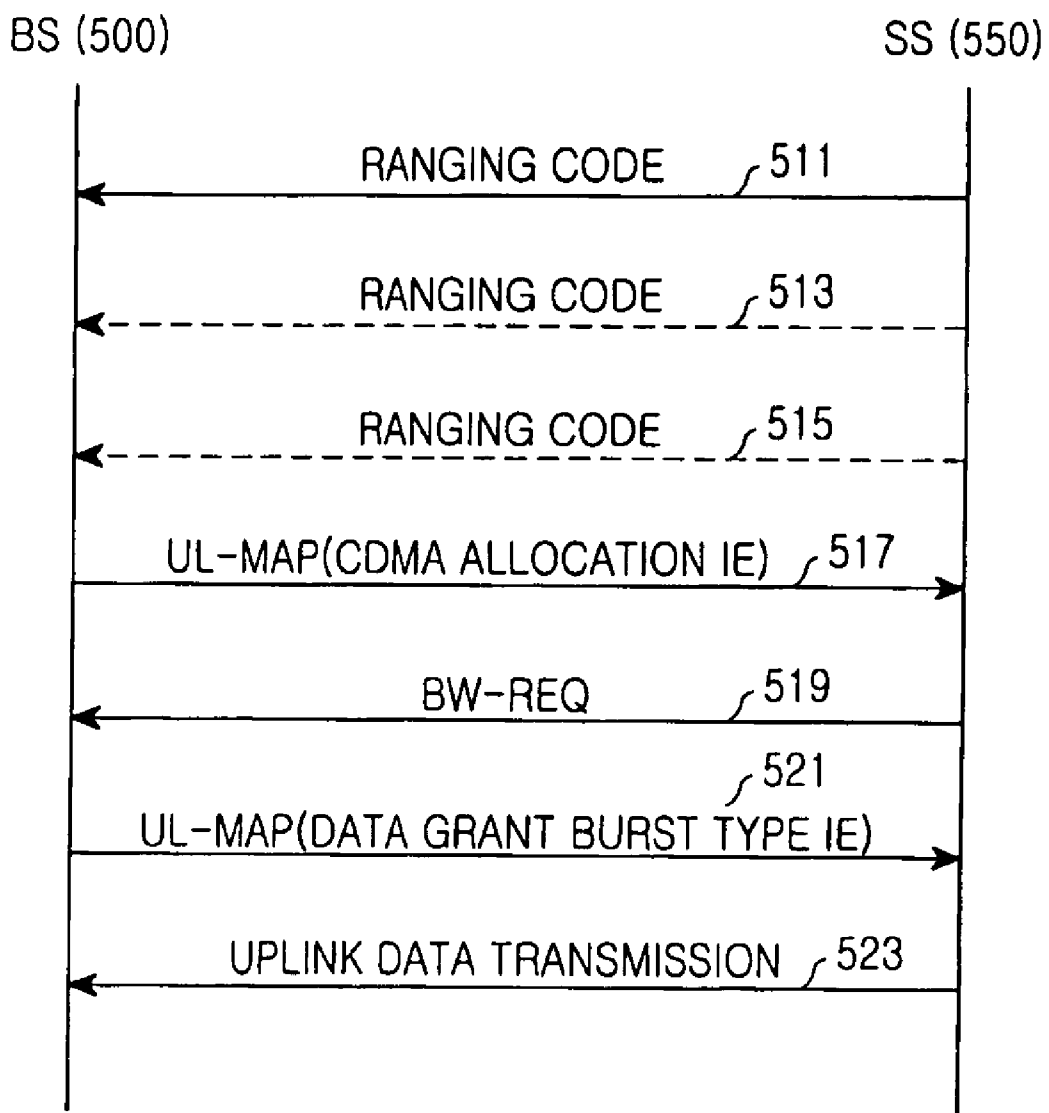 BS (500)
SS (550)
RANGING CODE 511
RANGING CODE 513
RANGING CODE 515
UL-MAP(CDMA ALLOCATION IE) 517
BW-REQ 519
521
UL-MAP(DATA GRANT BURST TYPE IE)
UPLINK DATA TRANSMISSION 523